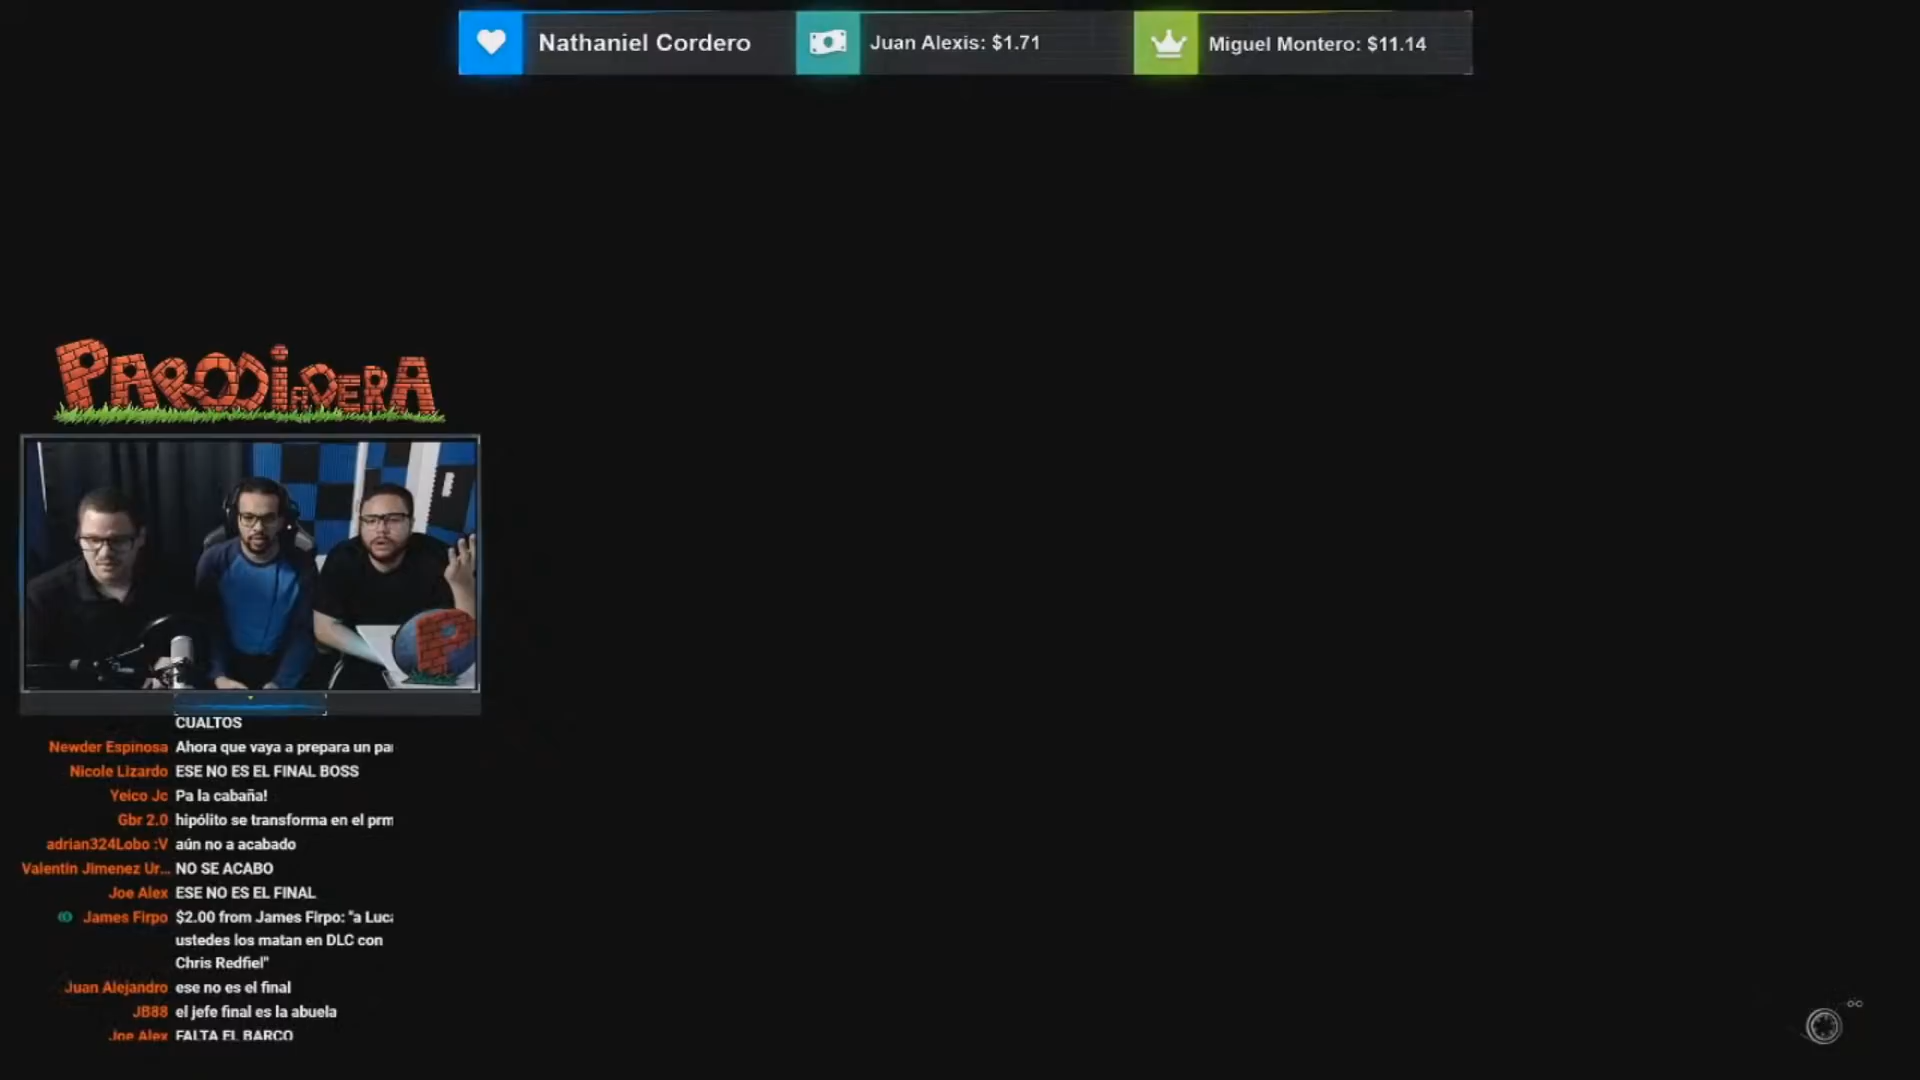 Nathaniel Cordero
Juan Alexis: $1.71
Miguel Montero: $11.14
PARODIADERA
P
CUALTOS
Newder Espinosa Ahora que vaya a prepara un
Nicole Lizardo ESE NO ES EL FINAL BOSS
Yeico Jc Pa la cabaña!
Gbr 2.0 hipólito se transforma en el
adrian324Lobo :V aún no a acabado
Valentin Jimenez Ur... NO SE ACABO
Joe Alex ESE NO ES EL FINAL
James Firpo $2.00 from James Firpo: "a
ustedes los matan en DLC con
Chris Redfiel"
Juan Alejandro ese no es el final
JB88 el jefe final es la abuela
Joe Alex FALTA EL BARCO